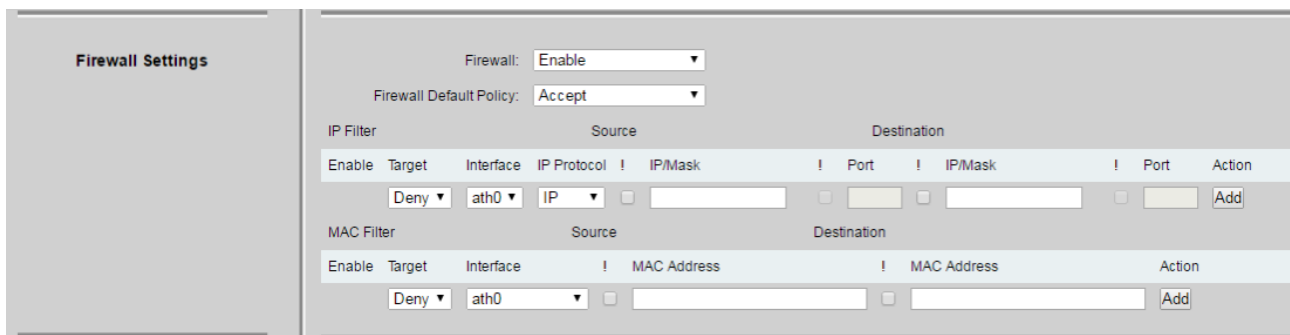 Firewall Settings
Firewall: Enable
Firewall Default Policy: Accept
IP Filter Source Destination
Enable Target Interface IP Protocol ! IP/Mask ! Port ! IP/Mask ! Port Action
Deny ath0 IP Add
MAC Filter Source Destination
Enable Target Interface ! MAC Address ! MAC Address Action
Deny ath0 Add